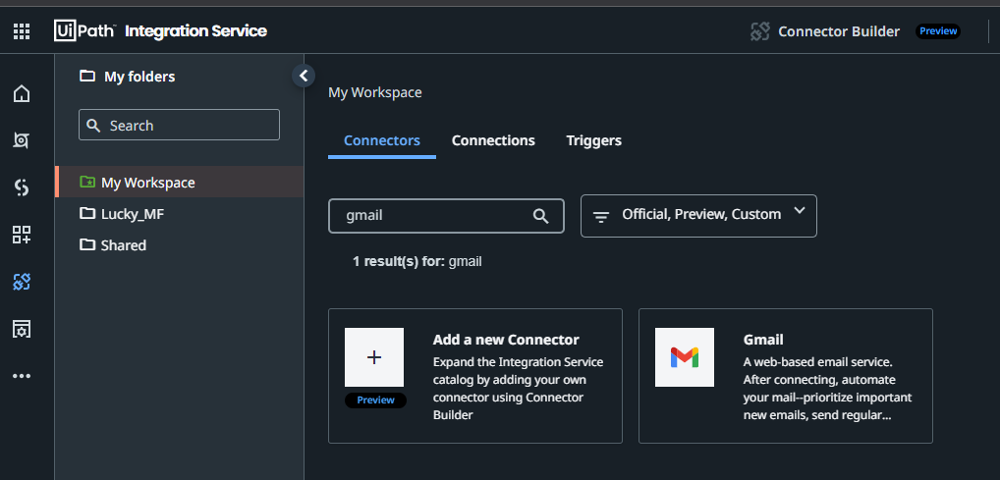 UiPath™ Integration Service
Connector Builder Preview
My folders
Search
My Workspace
Lucky_MF
Shared
My Workspace
Connectors Connections Triggers
gmail
Official, Preview, Custom
1 result(s) for: gmail
Add a new Connector
Expand the Integration Service
catalog by adding your own
connector using Connector
Builder
Preview
Gmail
A web-based email service.
After connecting, automate
your mail--prioritize important
new emails, send regular...